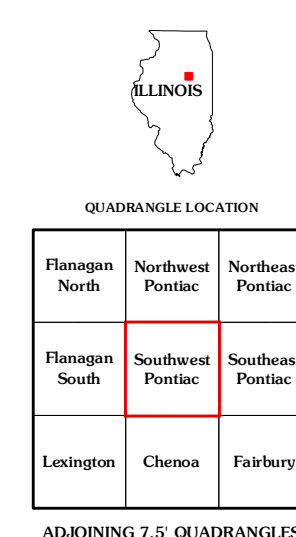 ILLINOIS
QUADRANGLE LOCATION
Flanagan North
Northwest Pontiac
Northeast Pontiac
Flanagan South
Southwest Pontiac
Southeast Pontiac
Lexington
Chenoa
Fairbury
ADJOINING 7.5' QUADRANGLES